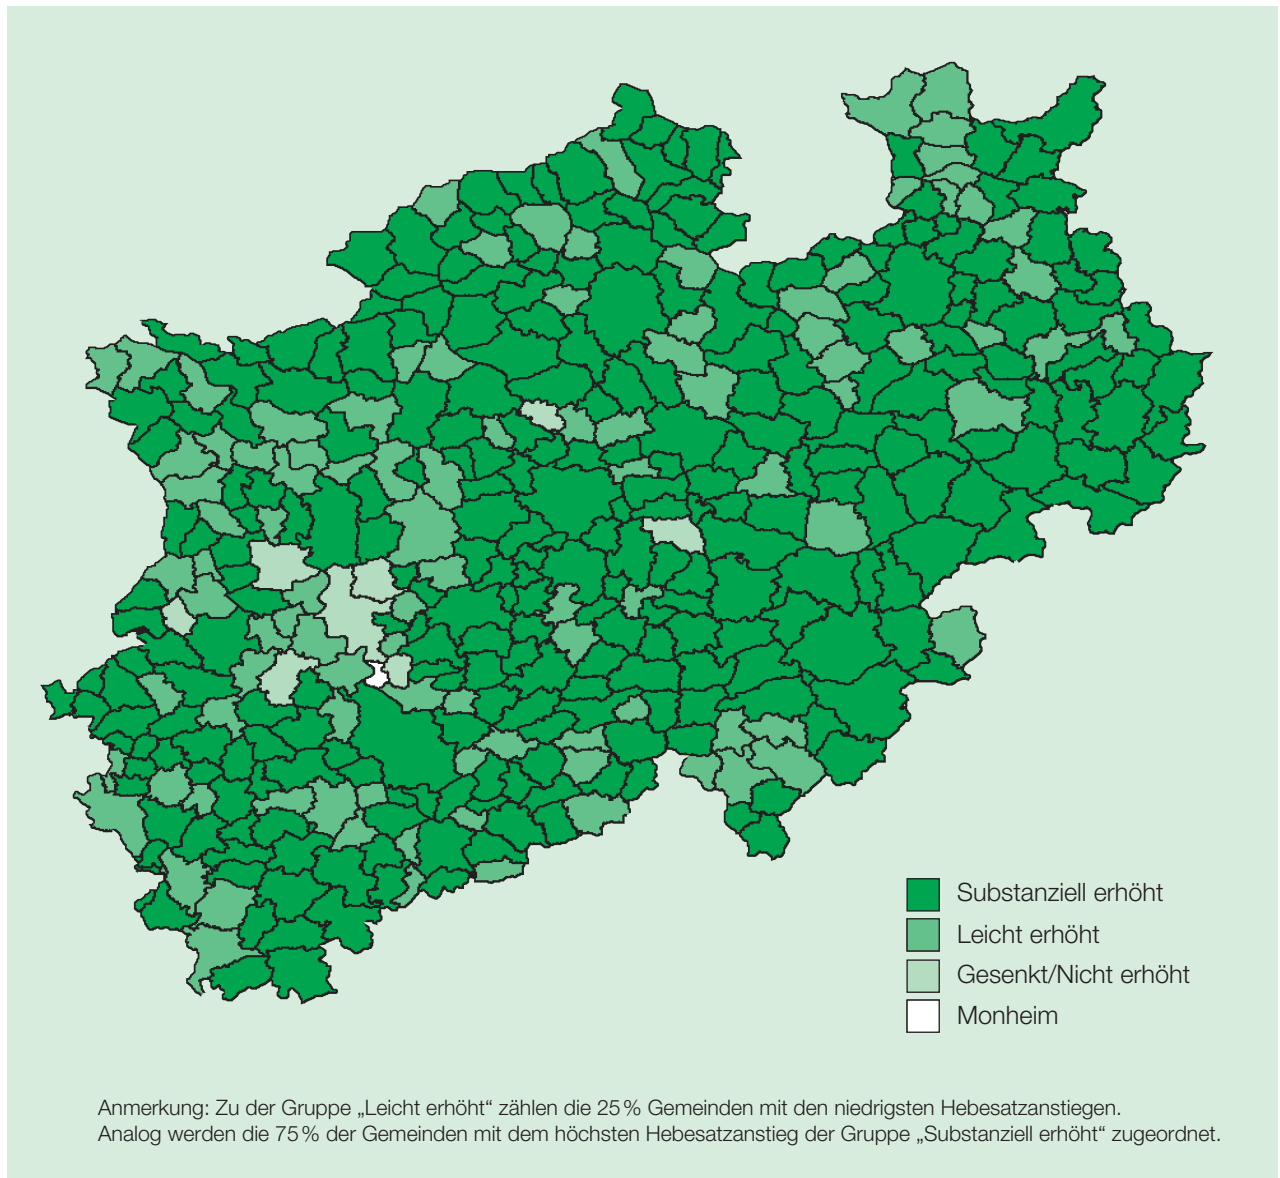 Substanziell erhöht
Leicht erhöht
Gesenkt/Nicht erhöht
Monheim
Anmerkung: Zu der Gruppe „Leicht erhöht“ zählen die 25 % Gemeinden mit den niedrigsten Hebesatzanstiegen.
Analog werden die 75 % der Gemeinden mit dem höchsten Hebesatzanstieg der Gruppe „Substanziell erhöht“ zugeordnet.